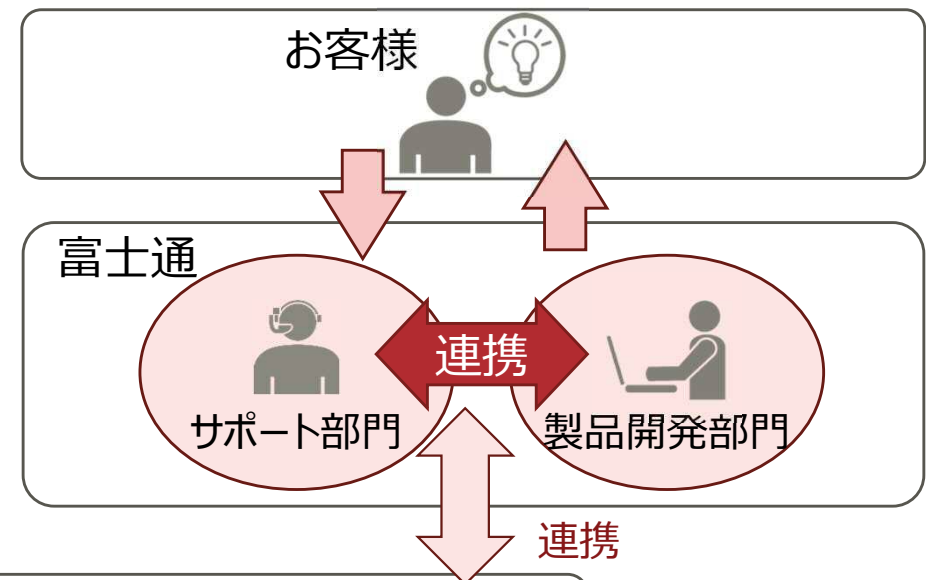 お客様
富士通
連携
サポート部門
製品開発部門
連携